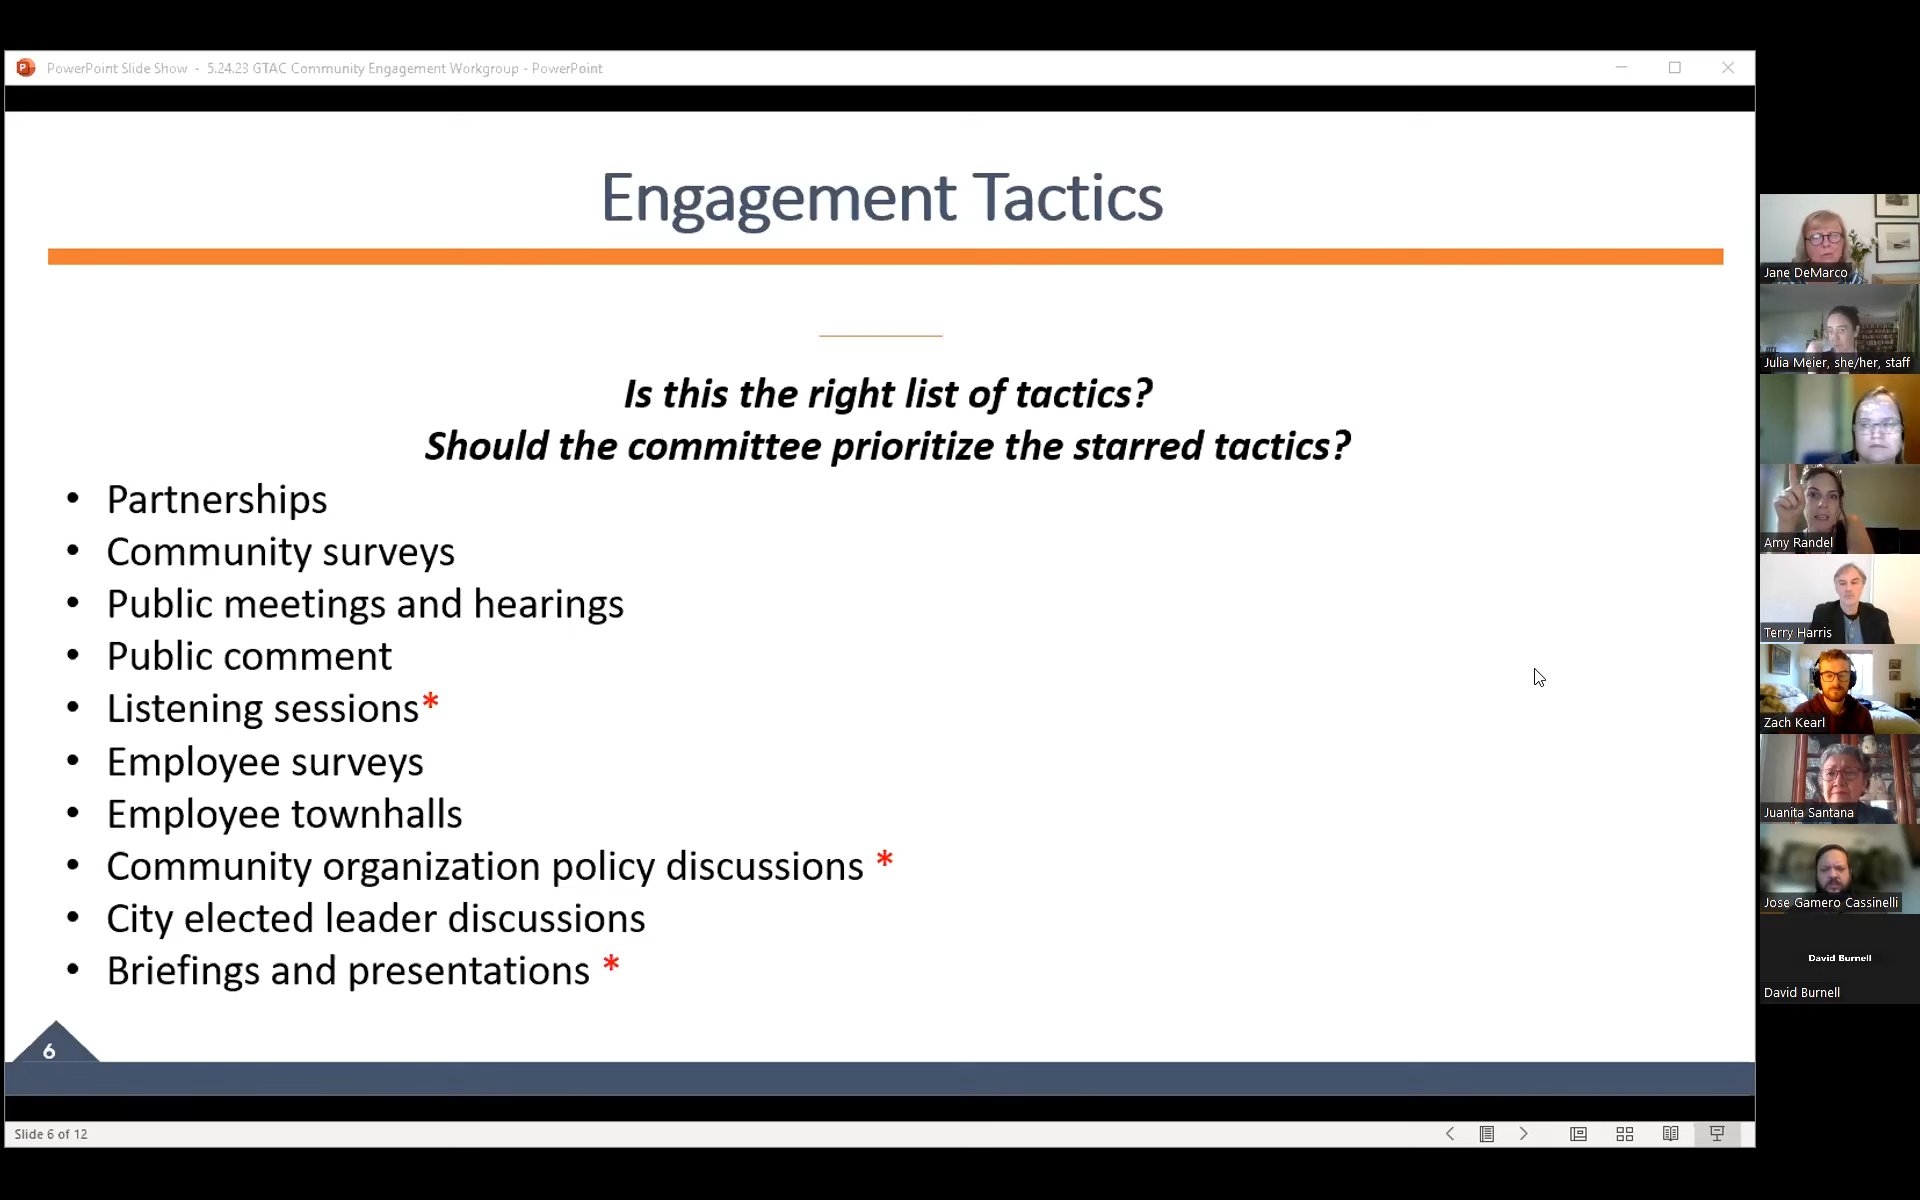 PowerPoint Slide Show - 5.24.23 GTAC Community Engagement Workgroup - PowerPoint
Engagement Tactics
Is this the right list of tactics?
Should the committee prioritize the starred tactics?
• Partnerships
• Community surveys
• Public meetings and hearings
• Public comment
• Listening sessions*
• Employee surveys
• Employee townhalls
• Community organization policy discussions *
• City elected leader discussions
• Briefings and presentations *
6
Slide 6 of 12
Jane DeMarco
Julia Meier, she/her, staff
Amy Randel
Terry Harris
Zach Kearl
Juanita Santana
Jose Gamero Cassinelli
David Burnell
David Burnell